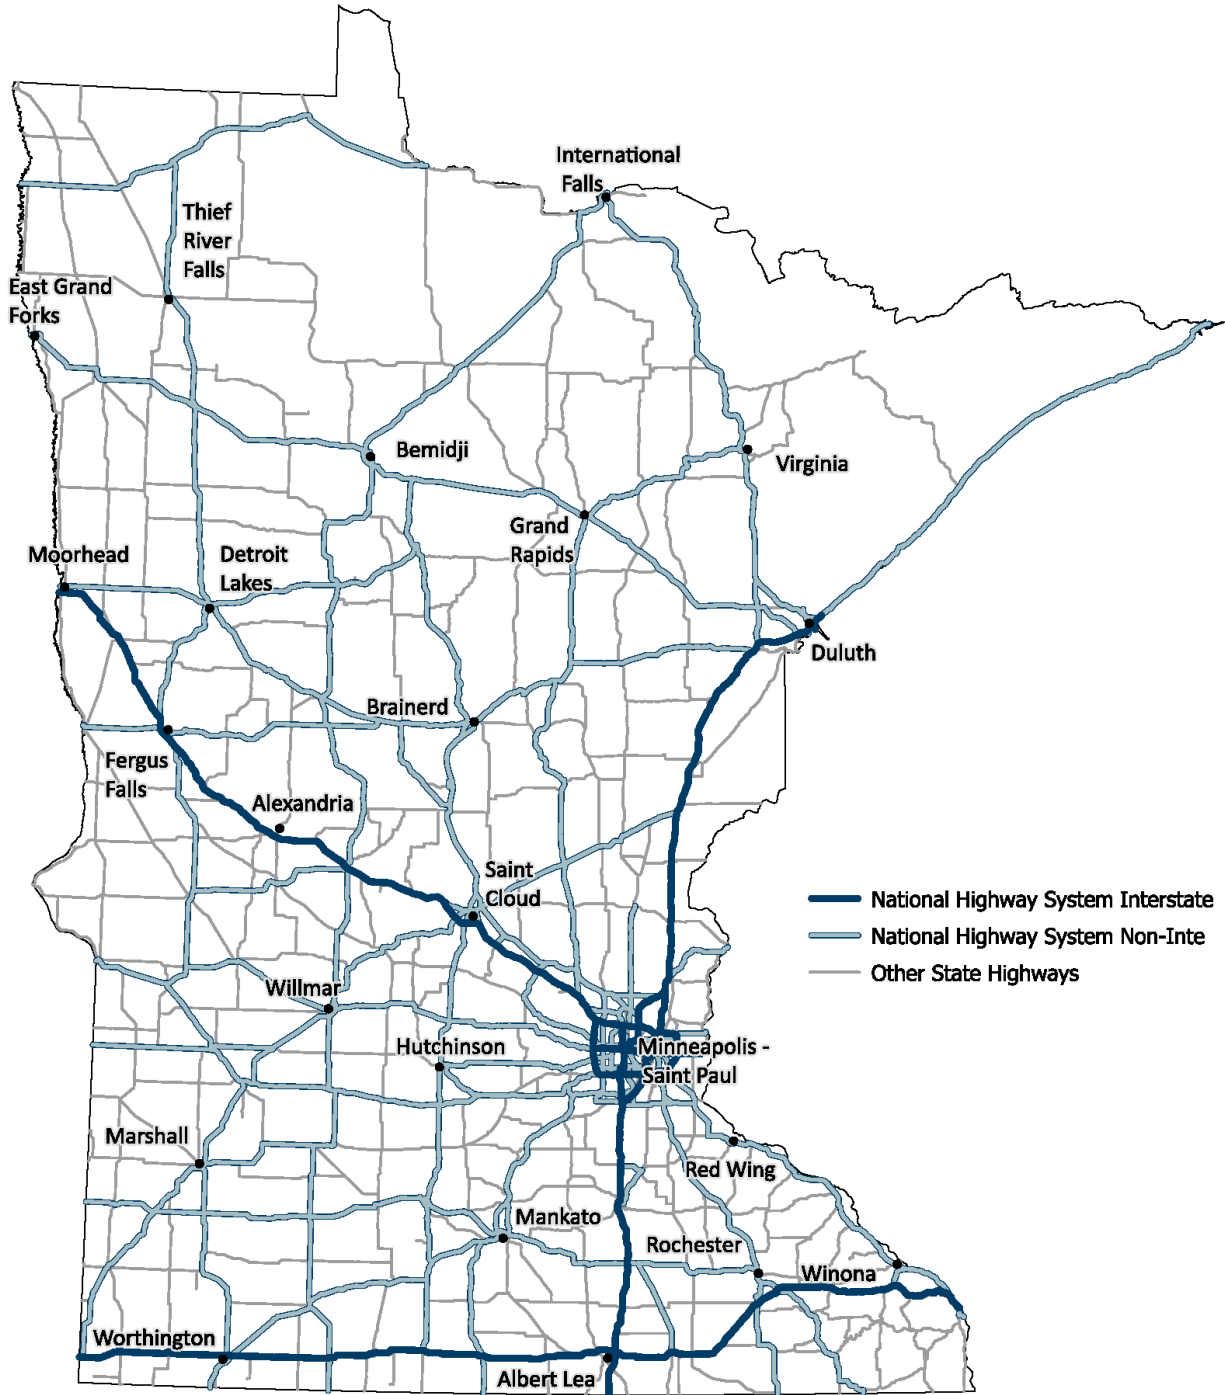 International
Falls
Thief
River
Falls
East Grand
Forks
Bemidji
Virginia
Grand
Rapids
Moorhead
Detroit
Lakes
Duluth
Brainerd
Fergus
Falls
Alexandria
Saint
Cloud
National Highway System Interstate
National Highway System Non-Inte
Other State Highways
Willmar
Hutchinson
Minneapolis -
Saint Paul
Marshall
Red Wing
Mankato
Rochester
Winona
Worthington
Albert Lea